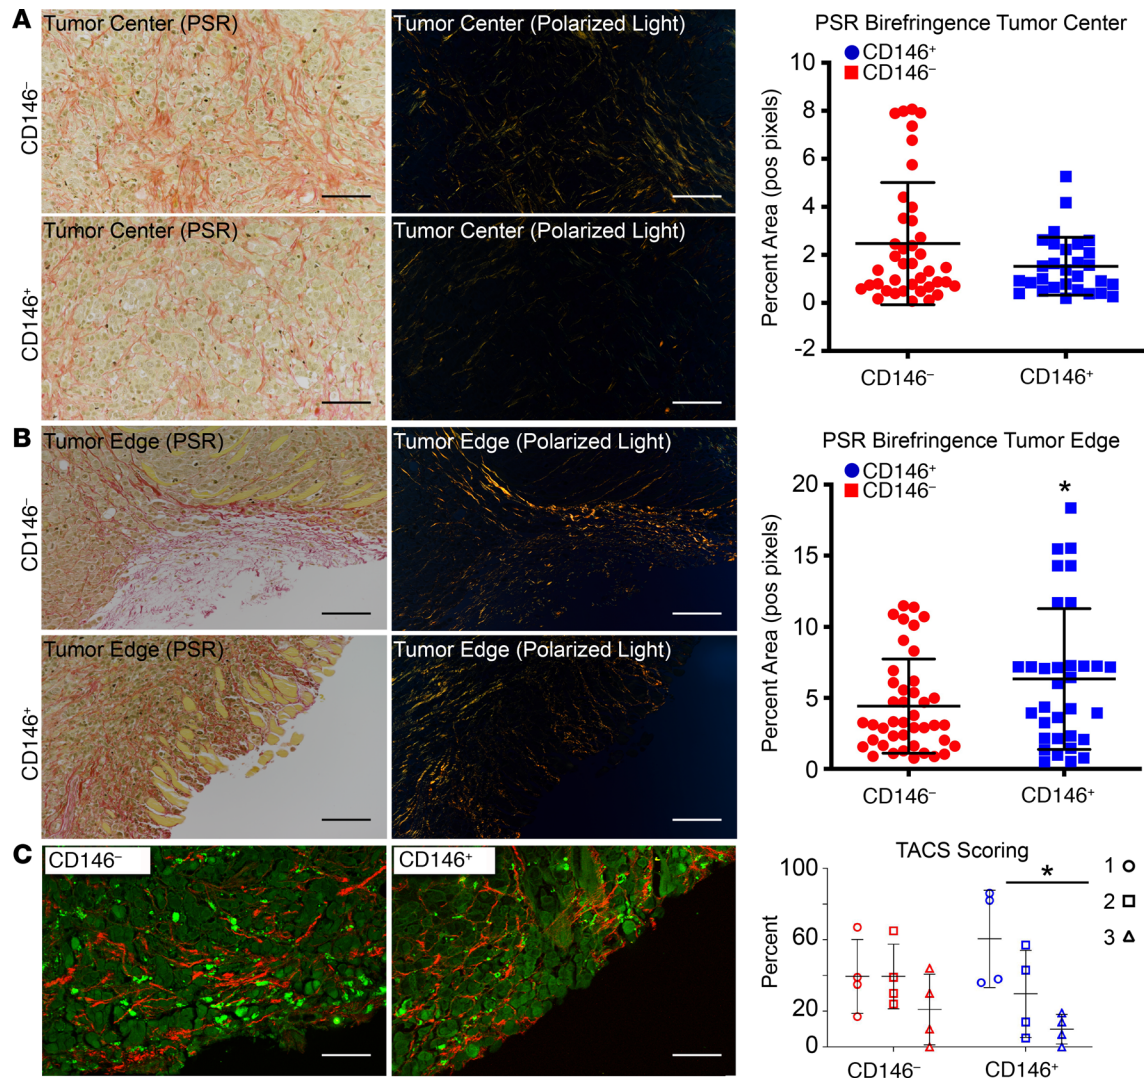 A
Tumor Center (PSR)
Tumor Center (Polarized Light)
CD146–
Tumor Center (PSR)
Tumor Center (Polarized Light)
CD146+
PSR Birefringence Tumor Center
CD146+
CD146–
Percent Area (pos pixels)
10
8
6
4
2
0
-2
CD146–
CD146+
B
Tumor Edge (PSR)
Tumor Edge (Polarized Light)
CD146–
Tumor Edge (PSR)
Tumor Edge (Polarized Light)
CD146+
PSR Birefringence Tumor Edge
CD146+
CD146–
*
Percent Area (pos pixels)
20
15
10
5
0
CD146–
CD146+
C
CD146–
CD146+
TACS Scoring
*
1
2
3
Percent
100
60
20
0
CD146–
CD146+